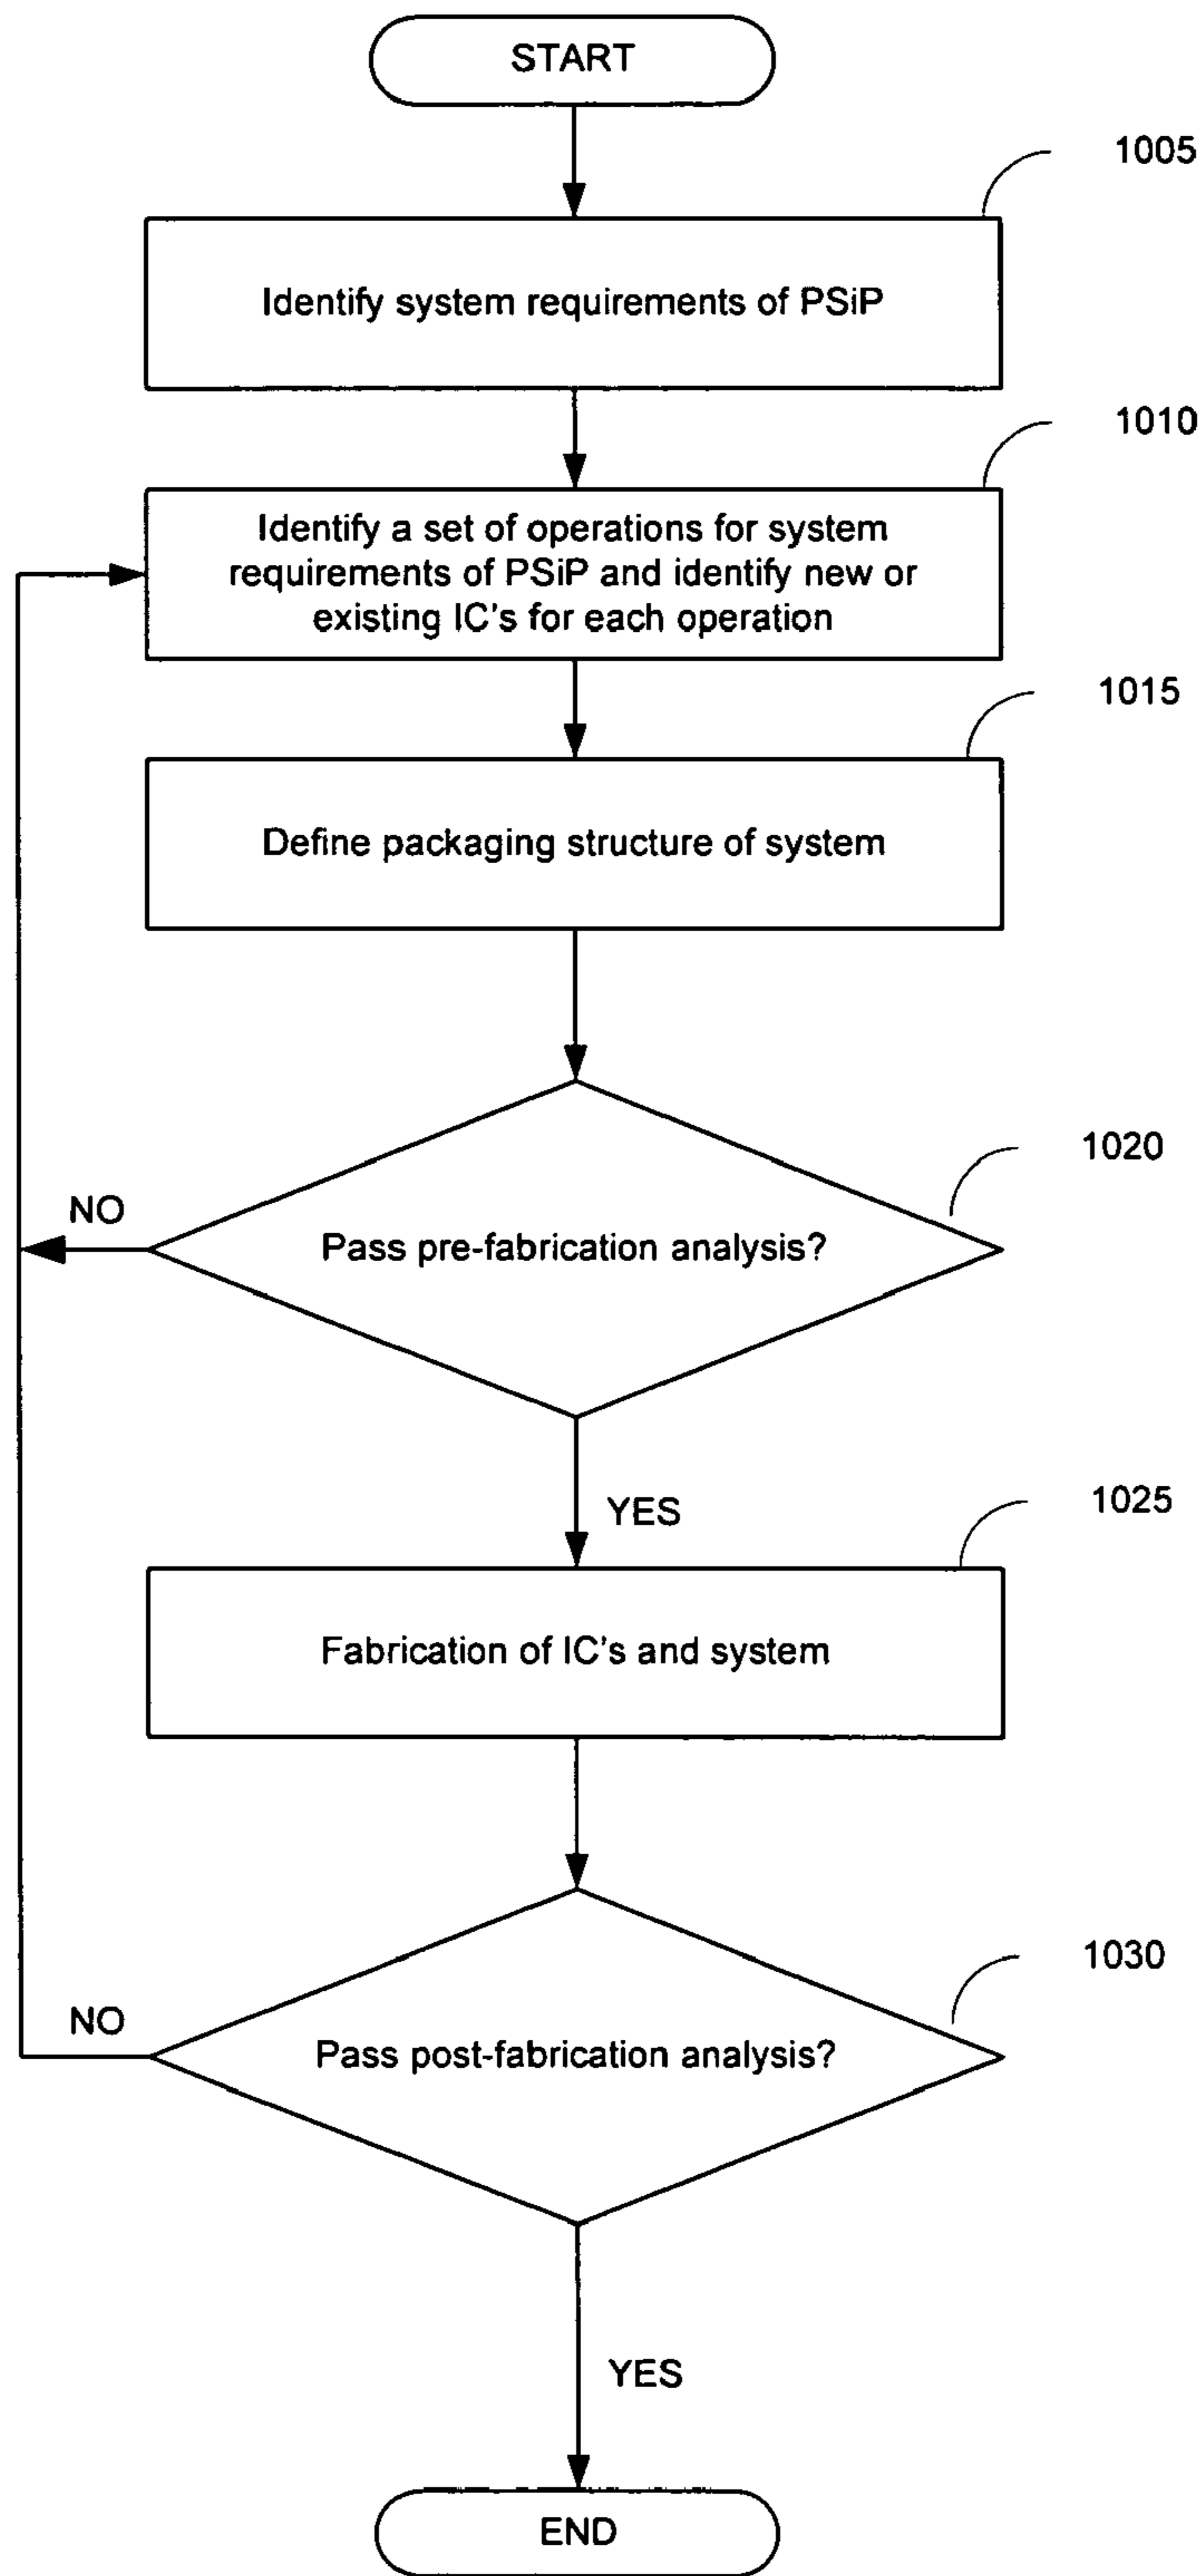 START
1005
Identify system requirements of PSiP
1010
Identify a set of operations for system
requirements of PSiP and identify new or
existing IC's for each operation
1015
Define packaging structure of system
1020
NO
Pass pre-fabrication analysis?
YES
1025
Fabrication of IC's and system
1030
NO
Pass post-fabrication analysis?
YES
END